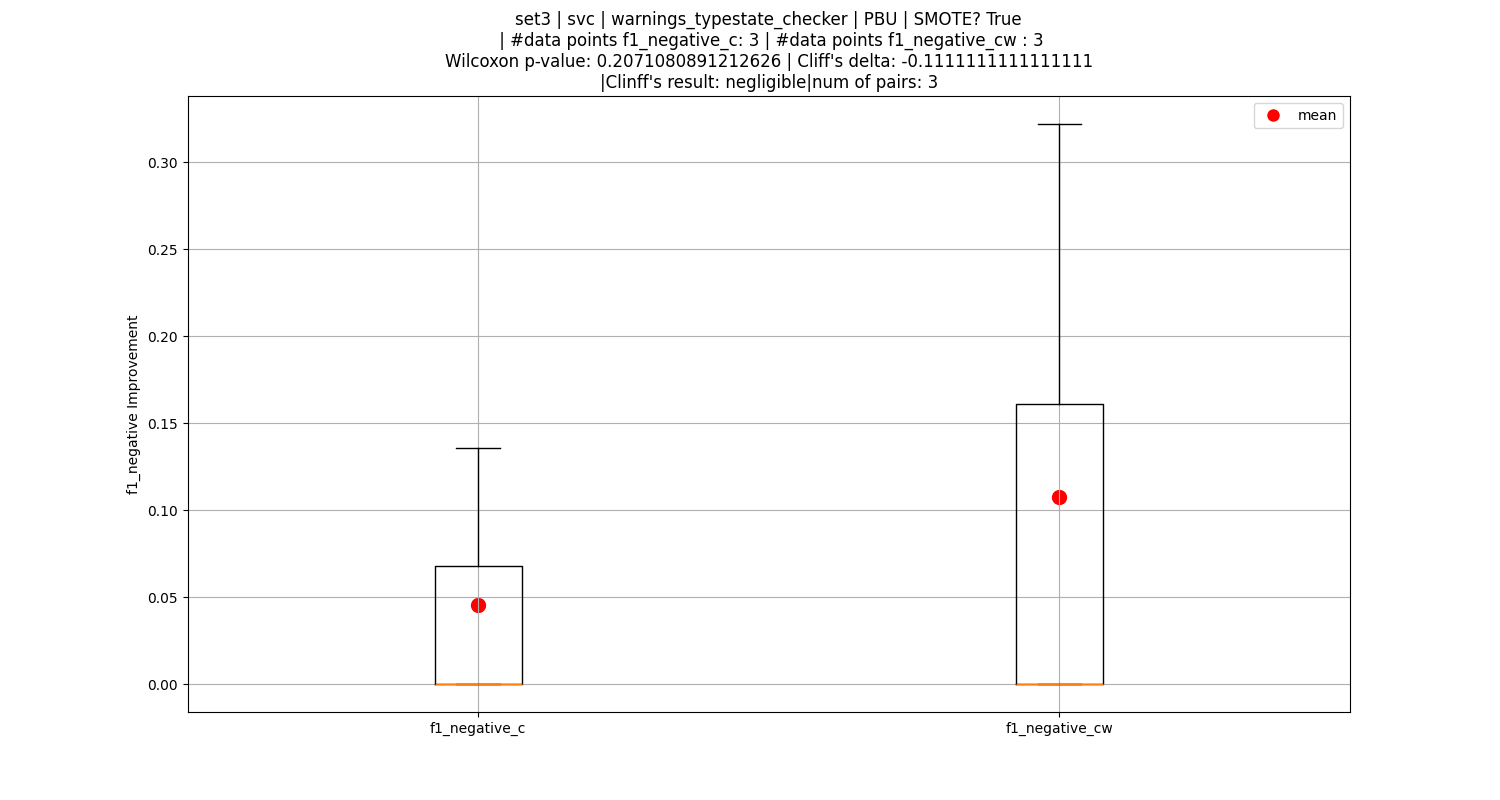 set3 | svc | warnings_typestate_checker | PBU | SMOTE? True
| #data points f1_negative_c: 3 | #data points f1_negative_cw : 3
Wilcoxon p-value: 0.2071080891212626 | Cliff's delta: -0.1111111111111111
|Clinff's result: negligible|num of pairs: 3
mean
0.30
0.25
0.20
0.15
0.10
0.05
0.00
f1_negative Improvement
f1_negative_c
f1_negative_cw